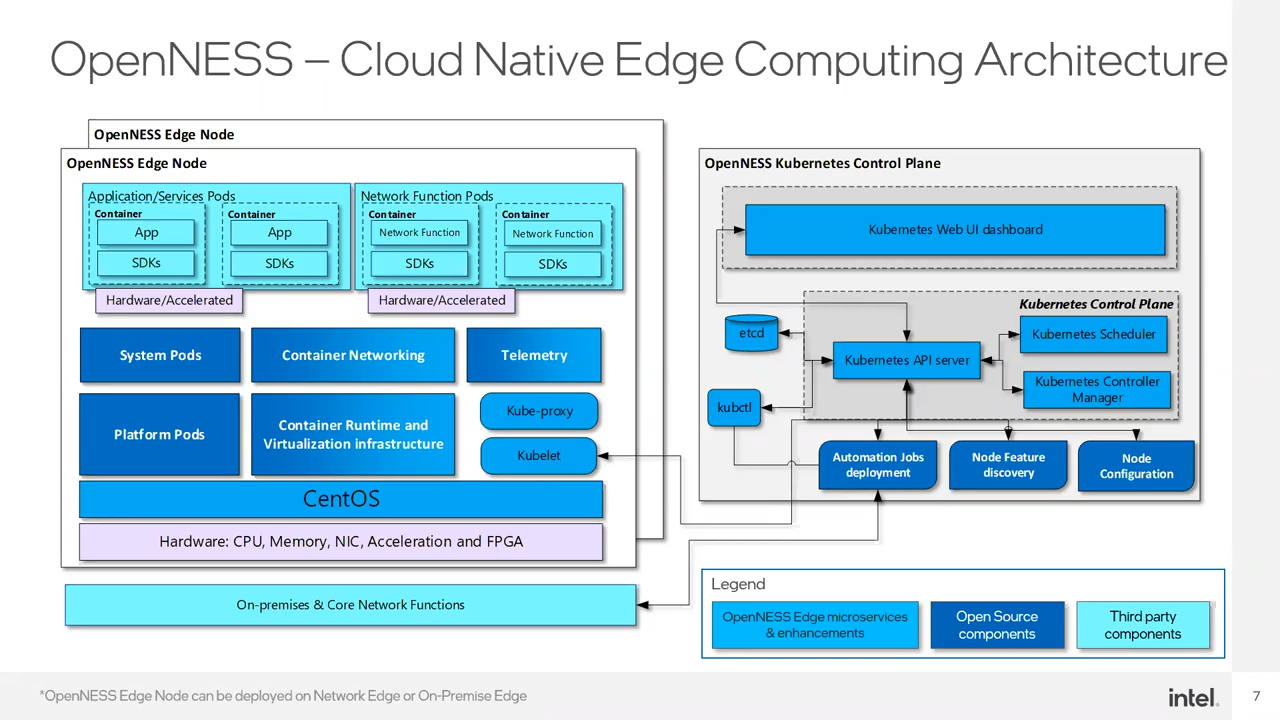 OpenNESS – Cloud Native Edge Computing Architecture
OpenNESS Edge Node
OpenNESS Edge Node
Application/Services Pods
Container
App
SDKs
Container
App
SDKs
Hardware/Accelerated
Network Function Pods
Container
Network Function
SDKs
Container
Network Function
SDKs
Hardware/Accelerated
System Pods
Container Networking
Telemetry
Platform Pods
Container Runtime and
Virtualization infrastructure
Kube-proxy
Kubelet
CentOS
Hardware: CPU, Memory, NIC, Acceleration and FPGA
On-premises & Core Network Functions
OpenNESS Kubernetes Control Plane
Kubernetes Web UI dashboard
Kubernetes Control Plane
etcd
Kubernetes API server
Kubernetes Scheduler
Kubernetes Controller
Manager
kubctl
Automation Jobs
deployment
Node Feature
discovery
Node
Configuration
Legend
OpenNESS Edge microservices
& enhancements
Open Source
components
Third party
components
*OpenNESS Edge Node can be deployed on Network Edge or On-Premise Edge
intel.
7